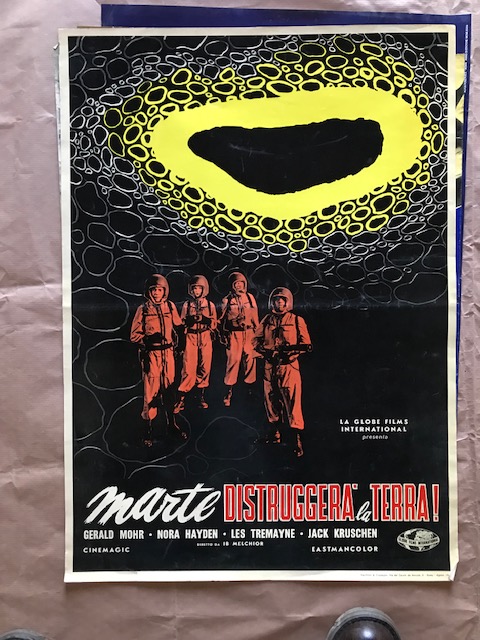 LA GLOBE FILMS
INTERNATIONAL
presenta
marte DISTRUGGERA' la TERRA!
GERALD MOHR • NORA HAYDEN • LES TREMAYNE • JACK KRUSCHEN
CINEMAGIC
DIRETTO DA IB MELCHIOR
EASTMANCOLOR